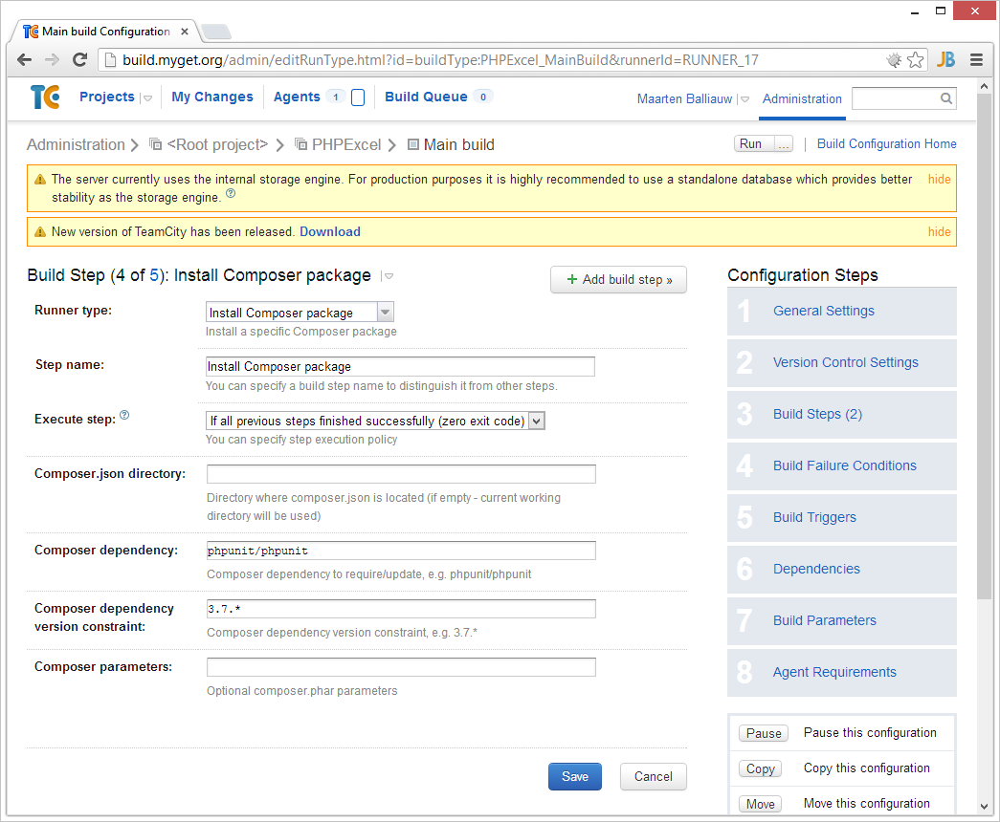 TC Main build Configuration ×
build.myget.org/admin/editRunType.html?id=buildType:PHPExcel_MainBuild&runnerId=RUNNER_17
JB
TC Projects My Changes Agents 1 Build Queue 0 Maarten Balliauw Administration
Administration <Root project> PHPExcel Main build Run ... | Build Configuration Home
The server currently uses the internal storage engine. For production purposes it is highly recommended to use a standalone database which provides better hide
stability as the storage engine. ?
New version of TeamCity has been released. Download hide
Build Step (4 of 5): Install Composer package
+ Add build step »
Runner type: Install Composer package
Install a specific Composer package
Step name: Install Composer package
You can specify a build step name to distinguish it from other steps.
Execute step: ? If all previous steps finished successfully (zero exit code)
You can specify step execution policy
Composer.json directory:
Directory where composer.json is located (if empty - current working
directory will be used)
Composer dependency: phpunit/phpunit
Composer dependency to require/update, e.g. phpunit/phpunit
Composer dependency
version constraint: 3.7.*
Composer dependency version constraint, e.g. 3.7.*
Composer parameters:
Optional composer.phar parameters
Save Cancel
Configuration Steps
1 General Settings
2 Version Control Settings
3 Build Steps (2)
4 Build Failure Conditions
5 Build Triggers
6 Dependencies
7 Build Parameters
8 Agent Requirements
Pause Pause this configuration
Copy Copy this configuration
Move Move this configuration